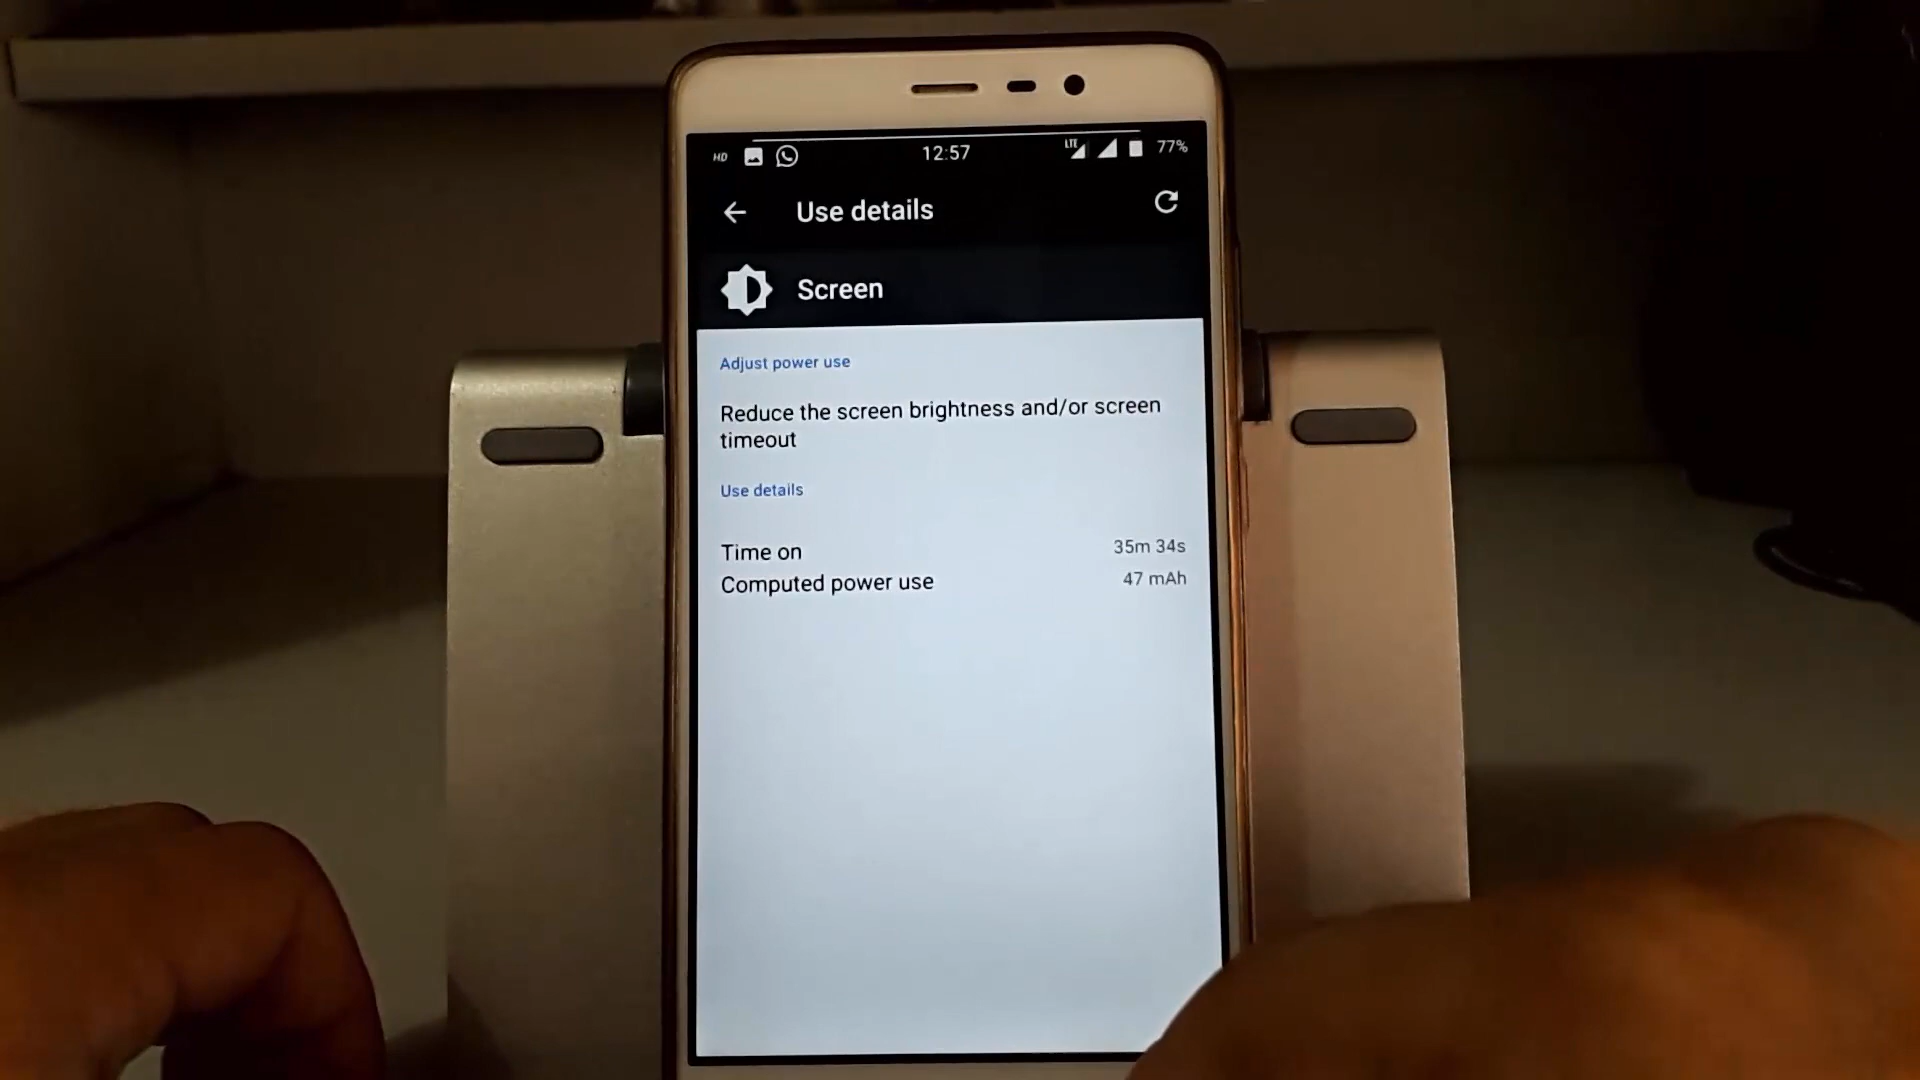 HD 12:57 LTE 77%
Use details
Screen
Adjust power use
Reduce the screen brightness and/or screen
timeout
Use details
Time on 35m 34s
Computed power use 47 mAh